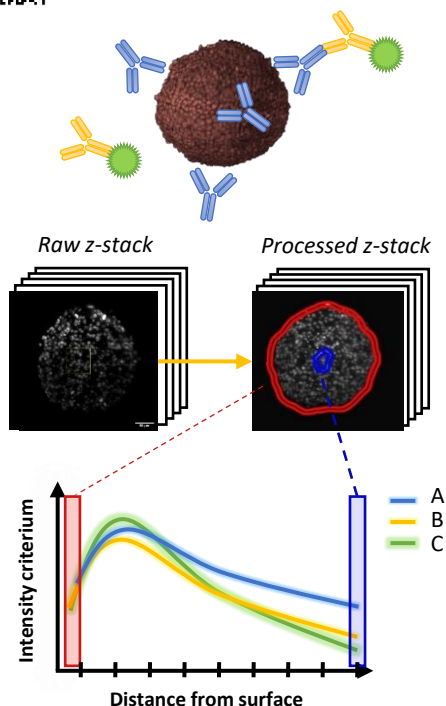 Raw z-stack
Processed z-stack
A
B
C
Intensity criterium
Distance from surface